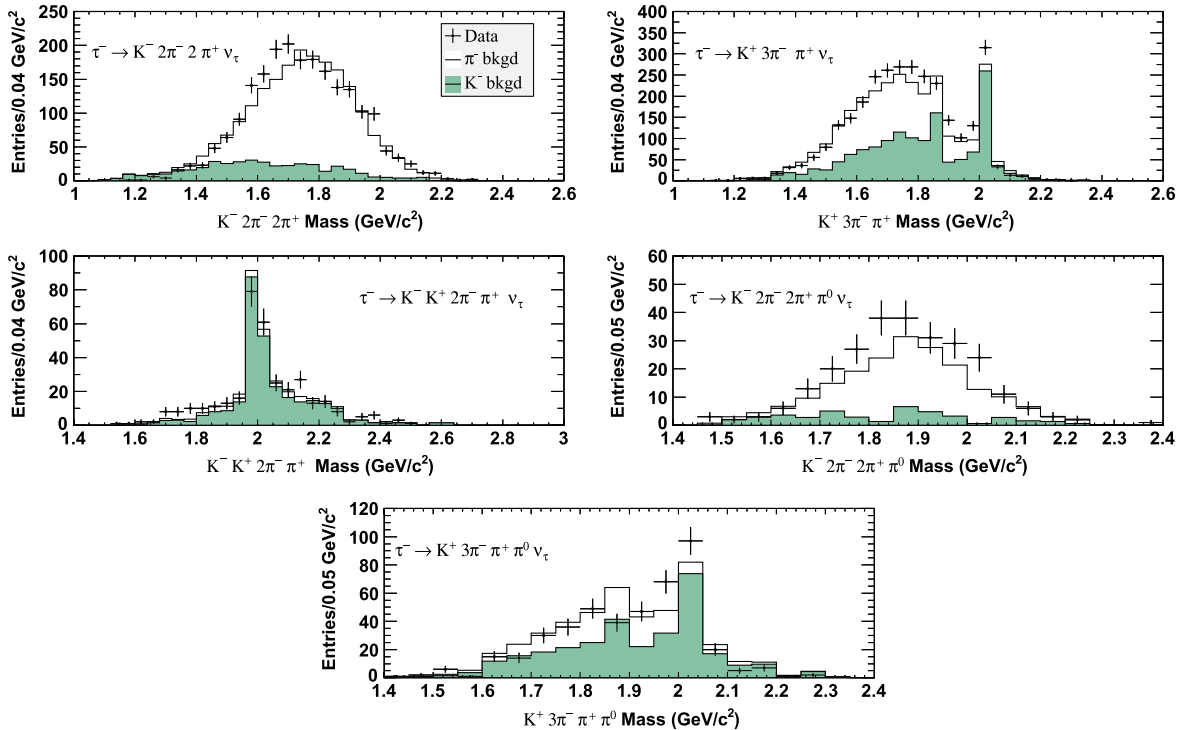 Entries/0.04 GeV/c²
250
200
150
100
50
0
τ⁻ → K⁻ 2π⁻ 2 π⁺ ν_τ
Data
π⁻ bkgd
K⁻ bkgd
1 1.2 1.4 1.6 1.8 2 2.2 2.4 2.6
K⁻ 2π⁻ 2π⁺ Mass (GeV/c²)
Entries/0.04 GeV/c²
400
350
300
250
200
150
100
50
0
τ⁻ → K⁺ 3π⁻ π⁺ ν_τ
1 1.2 1.4 1.6 1.8 2 2.2 2.4 2.6
K⁺ 3π⁻ π⁺ Mass (GeV/c²)
Entries/0.04 GeV/c²
100
80
60
40
20
0
τ⁻ → K⁻ K⁺ 2π⁻ π⁺ ν_τ
1.4 1.6 1.8 2 2.2 2.4 2.6 2.8 3
K⁻ K⁺ 2π⁻ π⁺ Mass (GeV/c²)
Entries/0.05 GeV/c²
60
50
40
30
20
10
0
τ⁻ → K⁻ 2π⁻ 2π⁺ π⁰ ν_τ
1.4 1.5 1.6 1.7 1.8 1.9 2 2.1 2.2 2.3 2.4
K⁻ 2π⁻ 2π⁺ π⁰ Mass (GeV/c²)
Entries/0.05 GeV/c²
120
100
80
60
40
20
0
τ⁻ → K⁺ 3π⁻ π⁺ π⁰ ν_τ
1.4 1.5 1.6 1.7 1.8 1.9 2 2.1 2.2 2.3 2.4
K⁺ 3π⁻ π⁺ π⁰ Mass (GeV/c²)